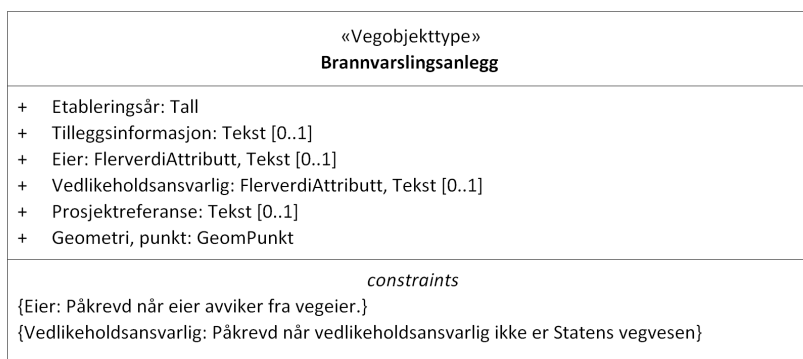 «Vegobjekttype»
Brannvarslingsanlegg
+ Etableringsår: Tall
+ Tilleggsinformasjon: Tekst [0..1]
+ Eier: FlerverdiAttributt, Tekst [0..1]
+ Vedlikeholdsansvarlig: FlerverdiAttributt, Tekst [0..1]
+ Prosjektreferanse: Tekst [0..1]
+ Geometri, punkt: GeomPunkt
constraints
{Eier: Påkrevd når eier avviker fra vegeier.}
{Vedlikeholdsansvarlig: Påkrevd når vedlikeholdsansvarlig ikke er Statens vegvesen}